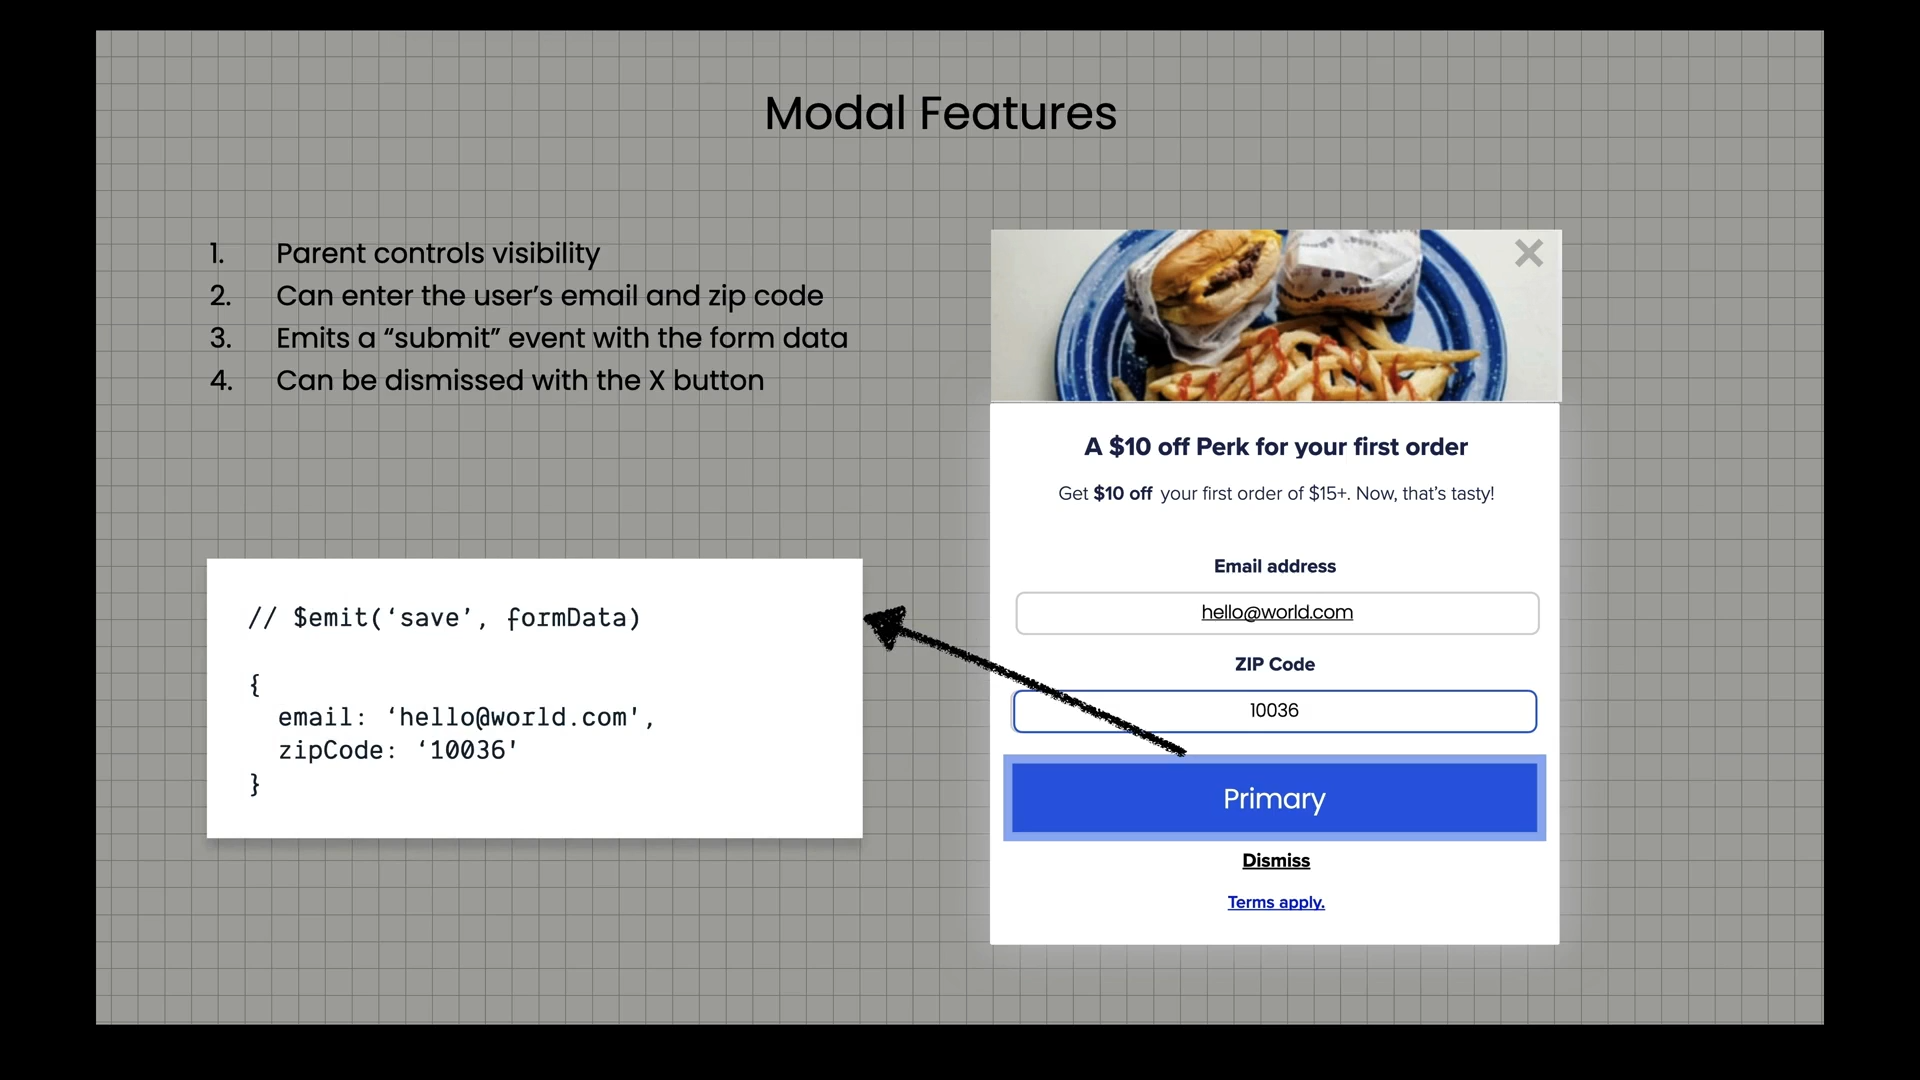 Modal Features
1. Parent controls visibility
2. Can enter the user’s email and zip code
3. Emits a “submit” event with the form data
4. Can be dismissed with the X button
// $emit(‘save’, formData)
{
email: ‘hello@world.com',
zipCode: ‘10036'
}
A $10 off Perk for your first order
Get $10 off your first order of $15+. Now, that’s tasty!
Email address
hello@world.com
ZIP Code
10036
Primary
Dismiss
Terms apply.